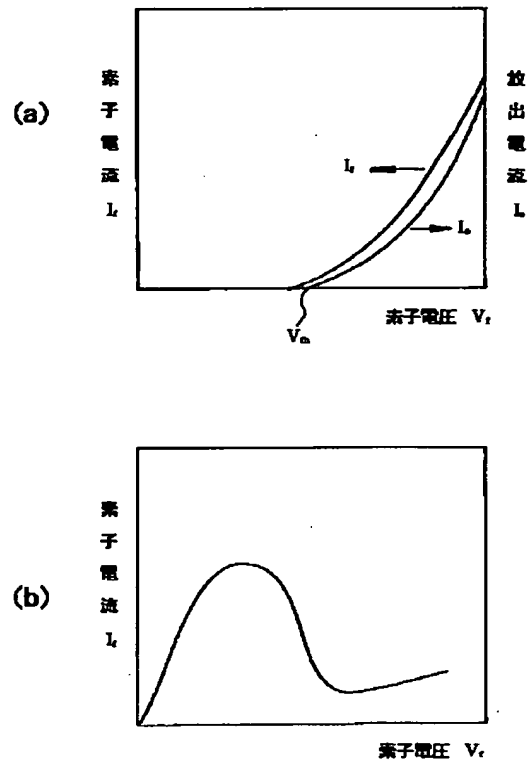 (a)
素子電流 If
放出電流 Ie
If
Ie
Vth
素子電圧 Vf
(b)
素子電流 If
素子電圧 Vf